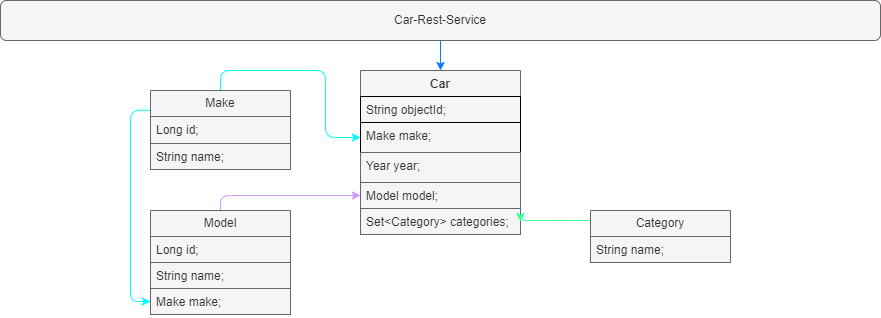 Car-Rest-Service
Car
String objectId;
Make make;
Year year;
Model model;
Set<Category> categories;
Make
Long id;
String name;
Model
Long id;
String name;
Make make;
Category
String name;